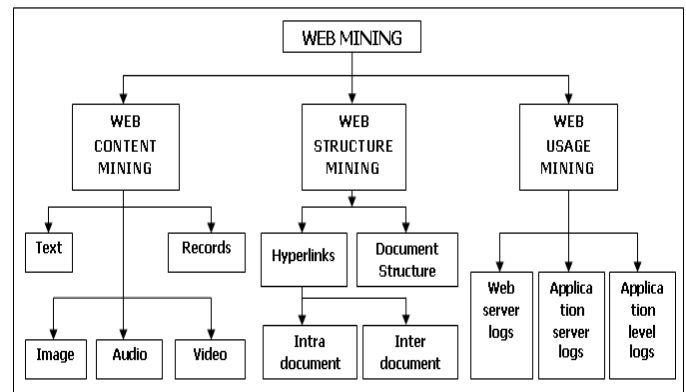 WEB MINING
WEB
CONTENT
MINING
WEB
STRUCTURE
MINING
WEB
USAGE
MINING
Text
Records
Hyperlinks
Document
Structure
Image
Audio
Video
Intra
document
Inter
document
Web
server
logs
Applica
tion
server
logs
Applica
tion
level
logs